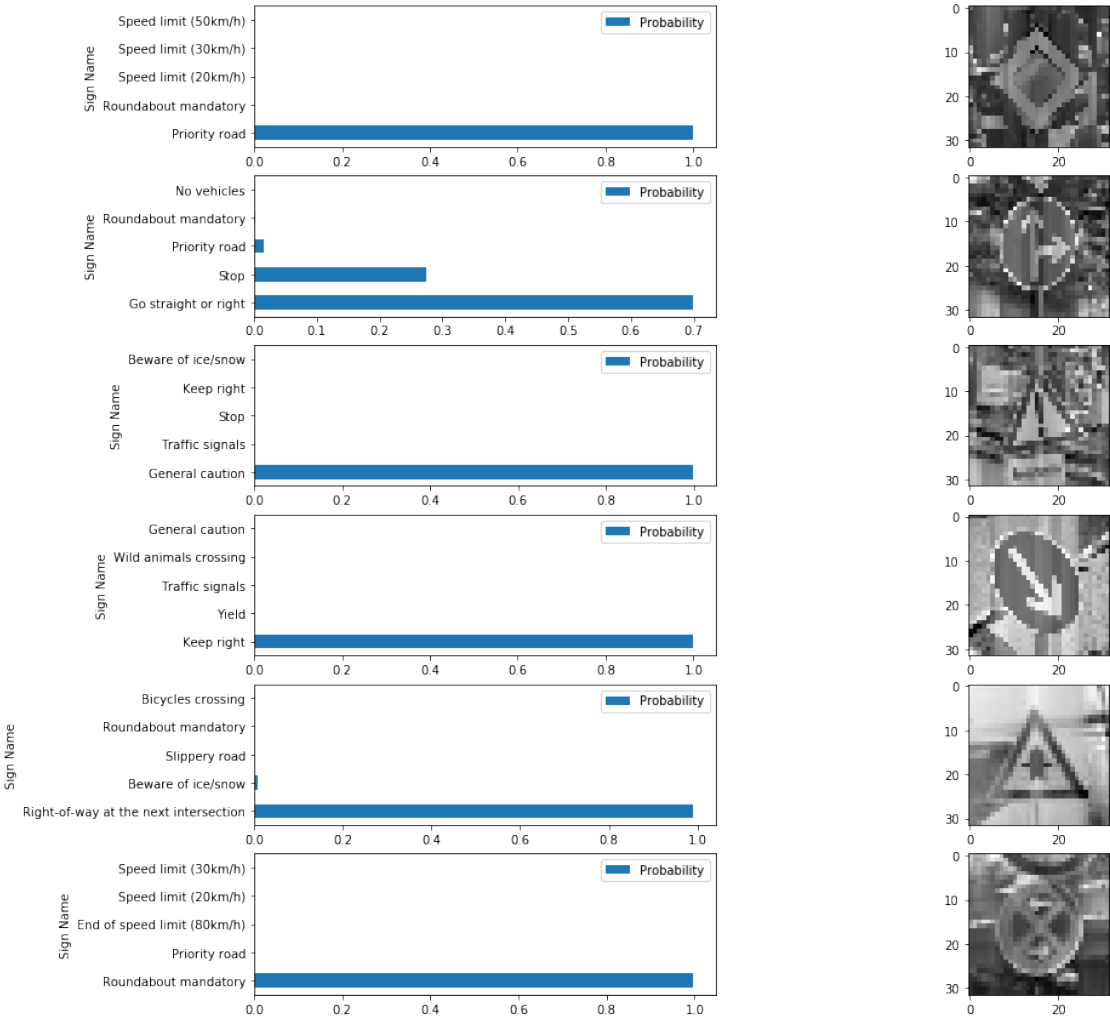 Speed limit (50km/h)
Probability
Speed limit (30km/h)
Speed limit (20km/h)
Roundabout mandatory
Priority road
Sign Name
0.0 0.2 0.4 0.6 0.8 1.0
0
10
20
30
0 20
No vehicles
Probability
Roundabout mandatory
Priority road
Stop
Go straight or right
Sign Name
0.0 0.1 0.2 0.3 0.4 0.5 0.6 0.7
0
10
20
30
0 20
Beware of ice/snow
Probability
Keep right
Stop
Traffic signals
General caution
Sign Name
0.0 0.2 0.4 0.6 0.8 1.0
0
10
20
30
0 20
General caution
Probability
Wild animals crossing
Traffic signals
Yield
Keep right
Sign Name
0.0 0.2 0.4 0.6 0.8 1.0
0
10
20
30
0 20
Bicycles crossing
Probability
Roundabout mandatory
Slippery road
Beware of ice/snow
Right-of-way at the next intersection
Sign Name
0.0 0.2 0.4 0.6 0.8 1.0
0
10
20
30
0 20
Speed limit (30km/h)
Probability
Speed limit (20km/h)
End of speed limit (80km/h)
Priority road
Roundabout mandatory
Sign Name
0.0 0.2 0.4 0.6 0.8 1.0
0
10
20
30
0 20